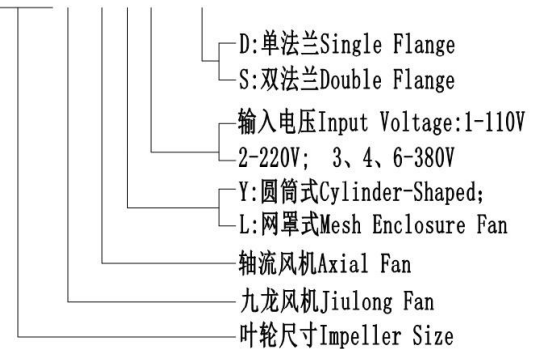 D:单法兰Single Flange
S:双法兰Double Flange
输入电压Input Voltage:1-110V
2-220V; 3、4、6-380V
Y:圆筒式Cylinder-Shaped;
L:网罩式Mesh Enclosure Fan
轴流风机Axial Fan
九龙风机Jiulong Fan
叶轮尺寸Impeller Size